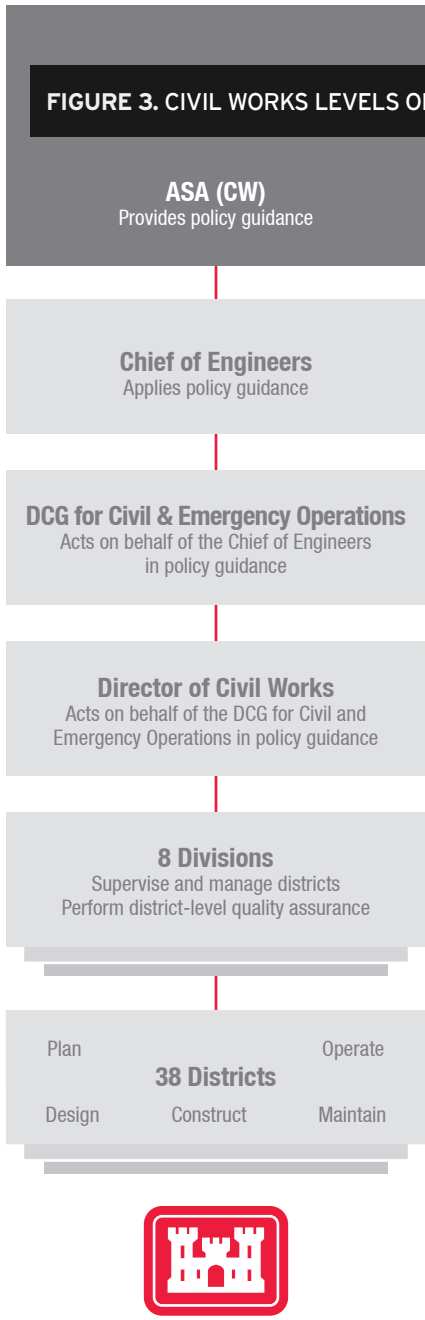 FIGURE 3. CIVIL WORKS LEVELS
ASA (CW)
Provides policy guidance
Chief of Engineers
Applies policy guidance
DCG for Civil & Emergency Operations
Acts on behalf of the Chief of Engineers
in policy guidance
Director of Civil Works
Acts on behalf of the DCG for Civil and
Emergency Operations in policy guidance
8 Divisions
Supervise and manage districts
Perform district-level quality assurance
Plan Operate
38 Districts
Design Construct Maintain